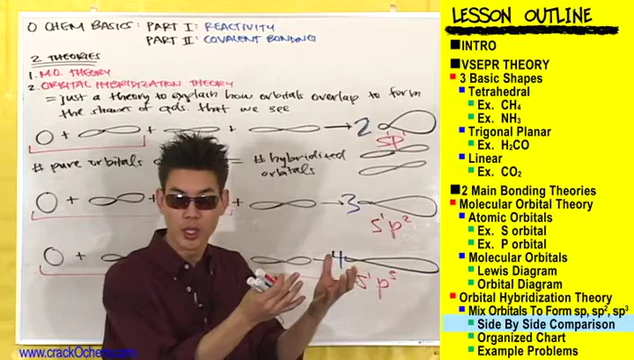 O CHEM BASICS: PART I: REACTIVITY
PART II: COVALENT BONDING
2 THEORIES
1. M.O. THEORY
2. ORBITAL HYBRIDIZATION THEORY
= just a theory to explain how orbitals overlap to form
the shapes of cpds. that we see
+ + + → 2
sp¹
# pure orbitals # hybridized
orbitals
+ + 3
s¹p²
+ 4
s¹p³
www.crackOchem.com
LESSON OUTLINE
INTRO
VSEPR THEORY
3 Basic Shapes
Tetrahedral
Ex. CH₄
Ex. NH₃
Trigonal Planar
Ex. H₂CO
Linear
Ex. CO₂
2 Main Bonding Theories
Molecular Orbital Theory
Atomic Orbitals
Ex. S orbital
Ex. P orbital
Molecular Orbitals
Lewis Diagram
Orbital Diagram
Orbital Hybridization Theory
Mix Orbitals To Form sp, sp², sp³
Side By Side Comparison
Organized Chart
Example Problems